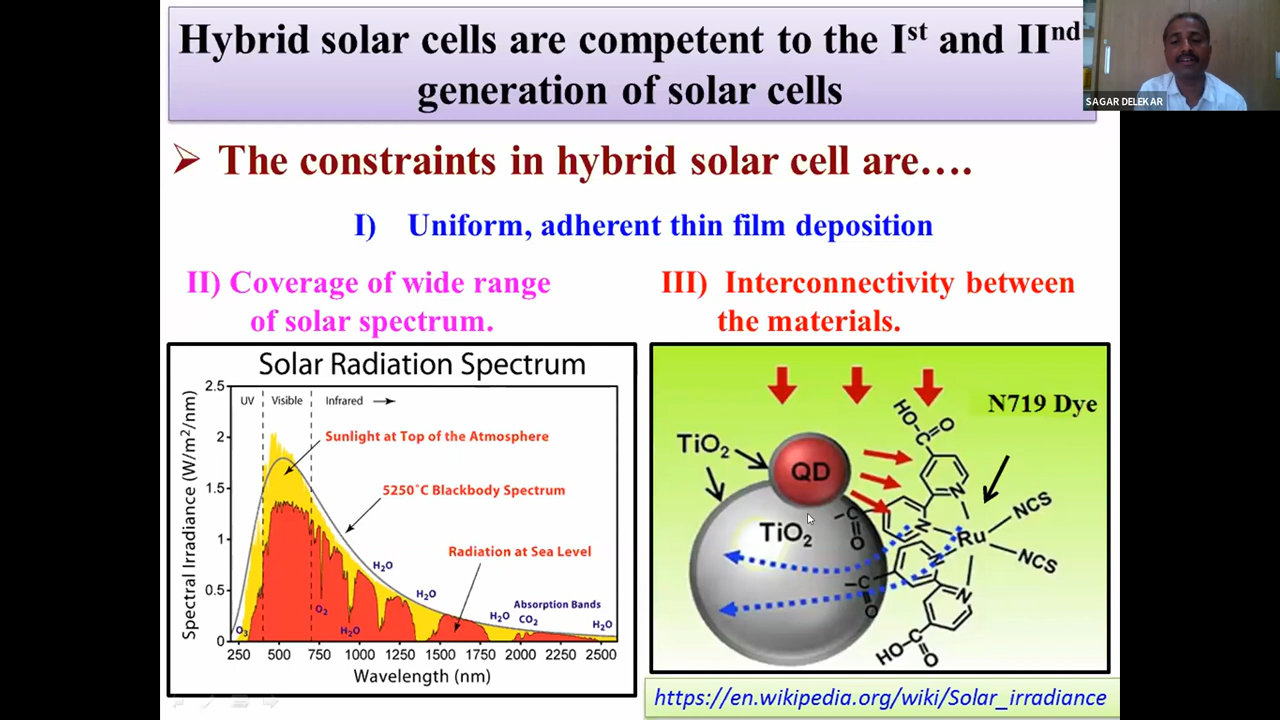 Hybrid solar cells are competent to the Ist and IInd
generation of solar cells
SAGAR DELEKAR
➢ The constraints in hybrid solar cell are….
I) Uniform, adherent thin film deposition
II) Coverage of wide range
of solar spectrum.
III) Interconnectivity between
the materials.
Solar Radiation Spectrum
Spectral Irradiance (W/m²/nm)
2.5
2
1.5
1
0.5
0
UV
Visible
Infrared
Sunlight at Top of the Atmosphere
5250°C Blackbody Spectrum
Radiation at Sea Level
H₂O
H₂O
Absorption Bands
H₂O CO₂ H₂O
O₂
O₃
H₂O
250 500 750 1000 1250 1500 1750 2000 2250 2500
Wavelength (nm)
N719 Dye
TiO₂
QD
TiO₂
HO
C
O
N
C
O
N
Ru
NCS
NCS
N
C
O
N
HO
C
O
https://en.wikipedia.org/wiki/Solar_irradiance